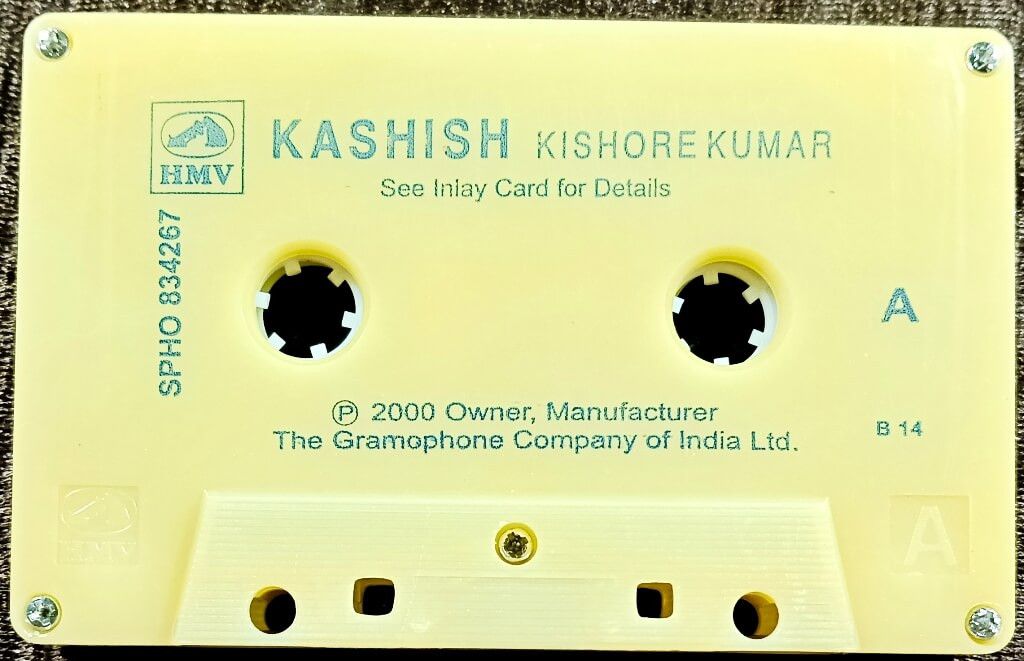 HMV
KASHISH KISHORE KUMAR
See Inlay Card for Details
SPHO 834267
A
℗ 2000 Owner, Manufacturer
The Gramophone Company of India Ltd.
B 14
HMV
A